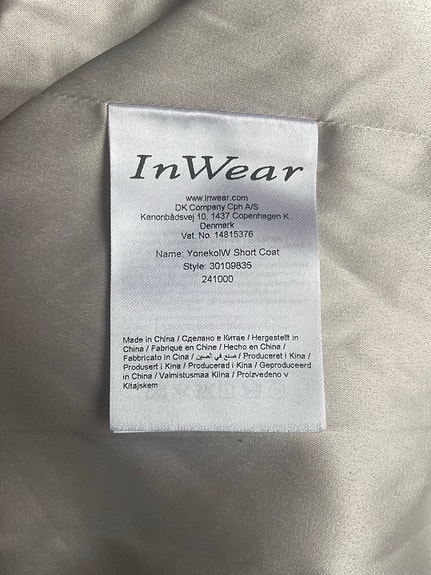 InWear
www.inwear.com
DK Company Cph A/S
Kanonbådsvej 10, 1437 Copenhagen K
Denmark
Vat. No. 14815376
Name: YonekoIW Short Coat
Style: 30109835
241000
Made in China / Сделано в Китае / Hergestellt in
China / Fabriqué en Chine / Hecho en China /
Fabbricato in Cina / صنع في الصين / Produceret i Kina /
Produsert i Kina / Producerad i Kina / Geproduceerd
in China / Valmistusmaa Kiina / Proizvedeno v
Kitajskem